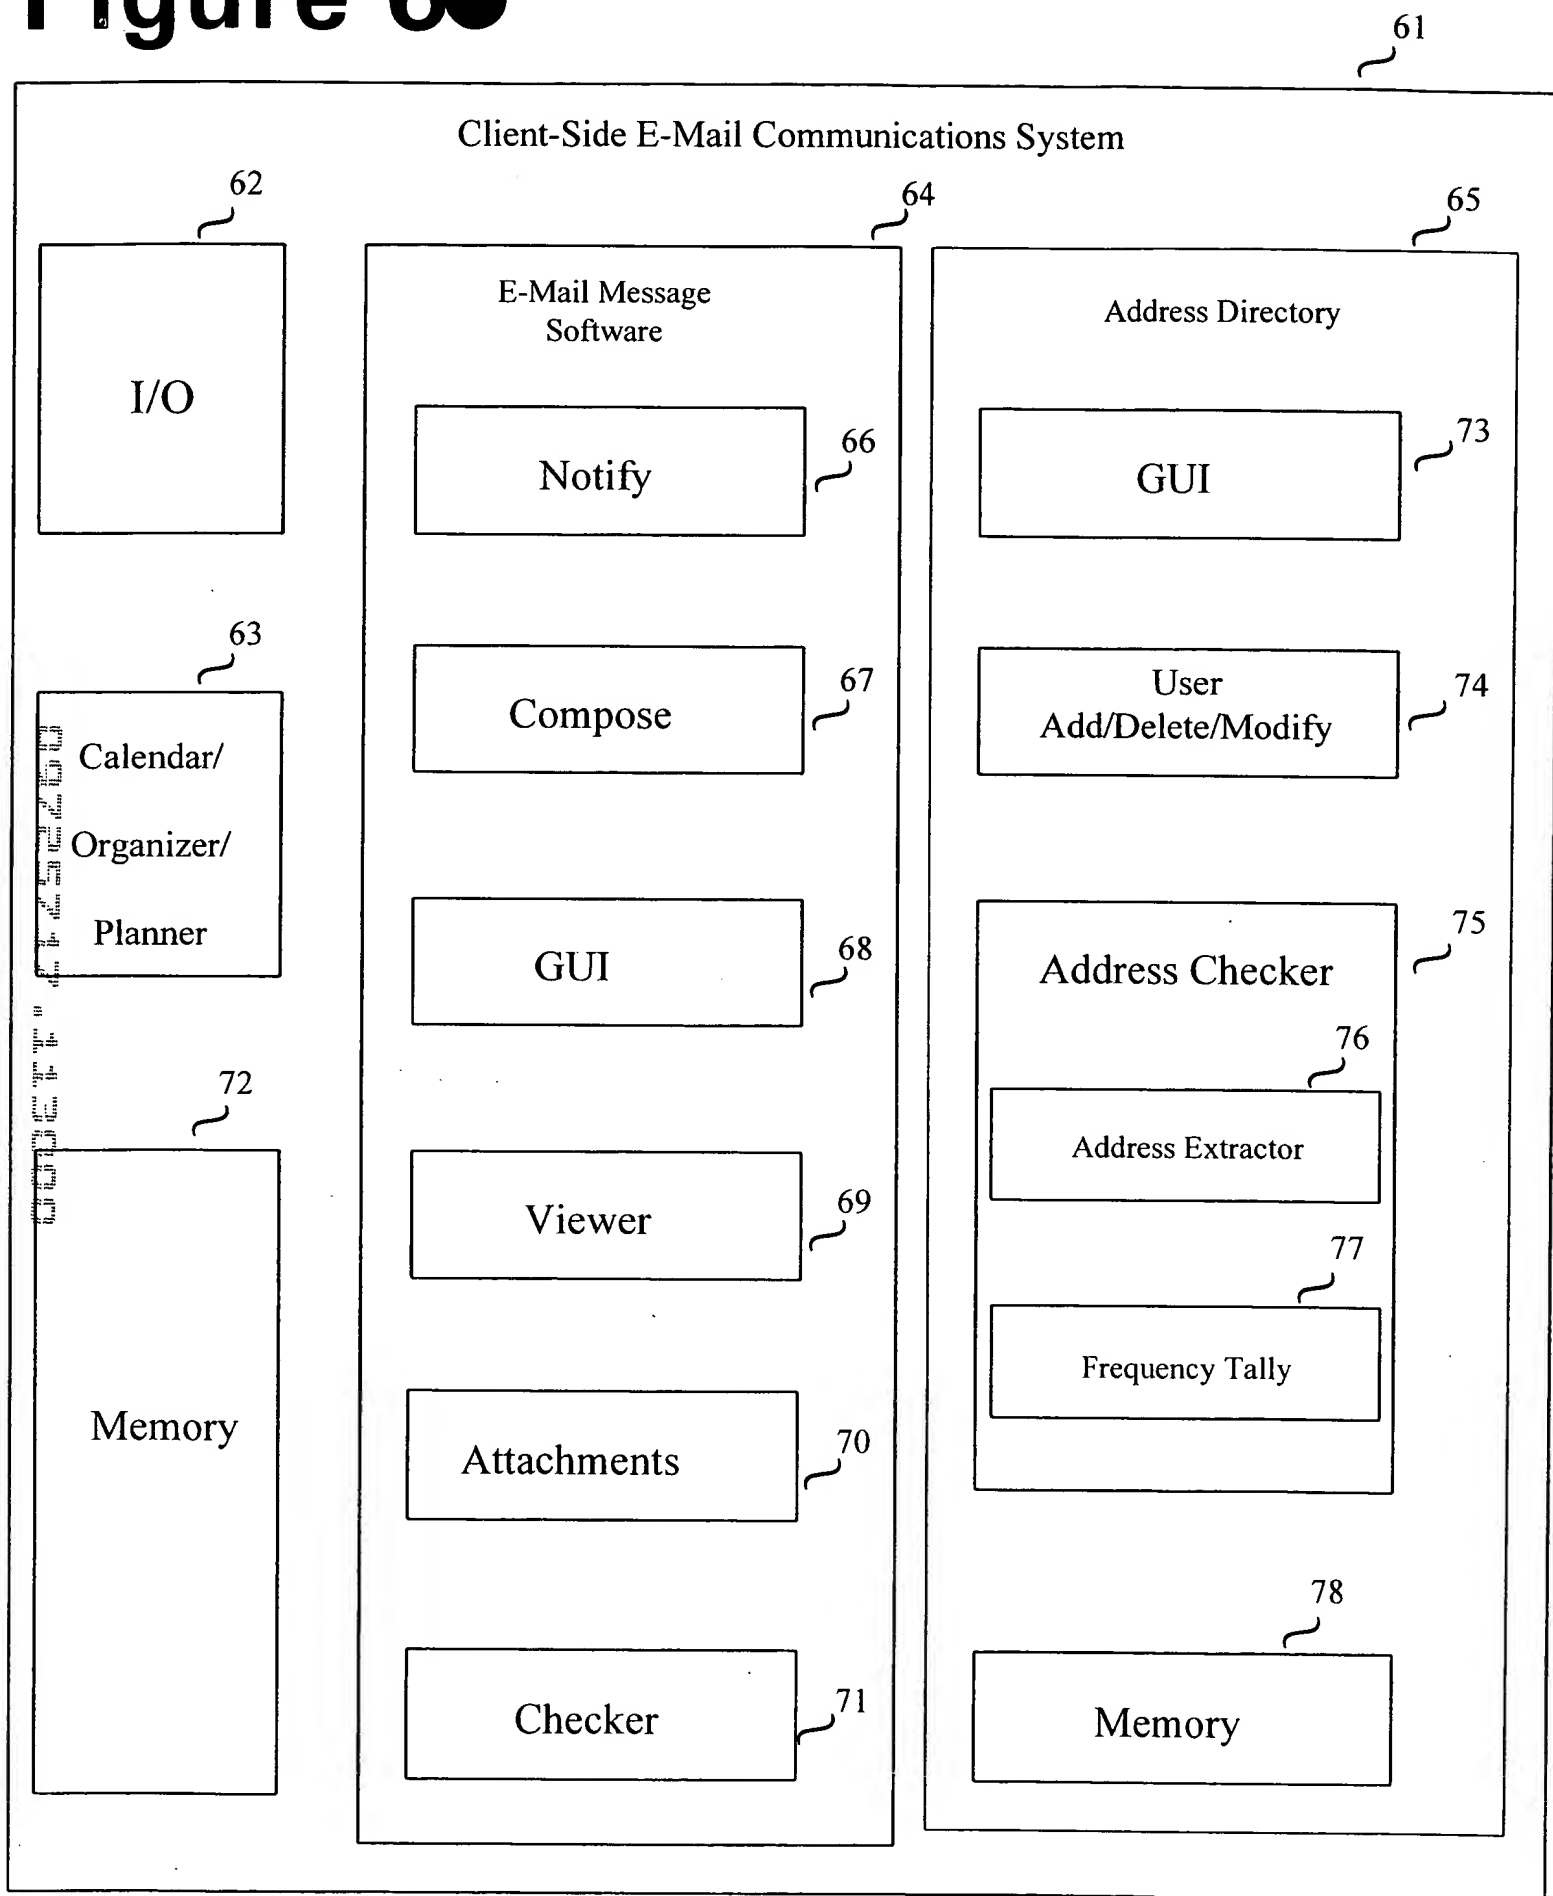 Figure 6
61
Client-Side E-Mail Communications System
62
I/O
63
Calendar/
Organizer/
Planner
72
Memory
64
E-Mail Message
Software
Notify
66
Compose
67
GUI
68
Viewer
69
Attachments
70
Checker
71
65
Address Directory
GUI
73
User
Add/Delete/Modify
74
Address Checker
75
76
Address Extractor
77
Frequency Tally
78
Memory